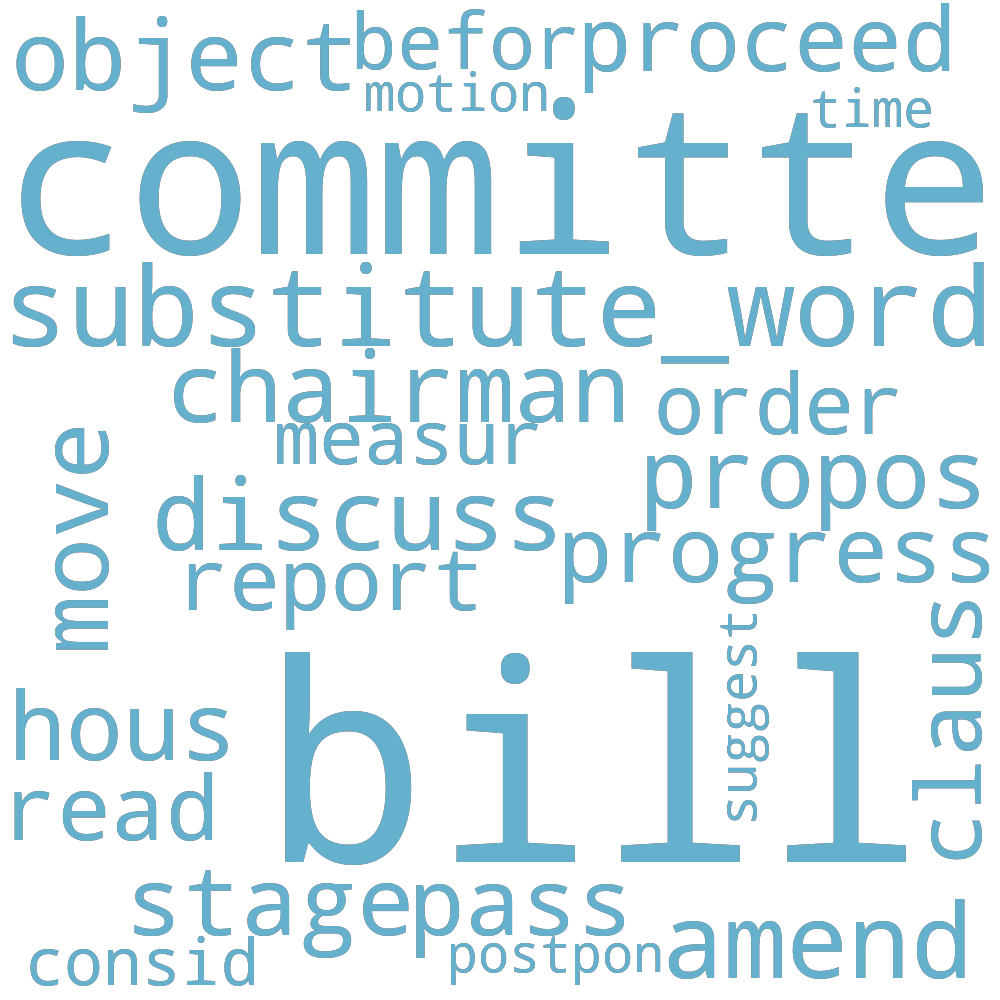 object befor proceed
motion time
committe
substitute_word
chairman order
measur
move propos
discuss progress
report
suggest claus
hous bill
read
stage pass amend
consid postpon